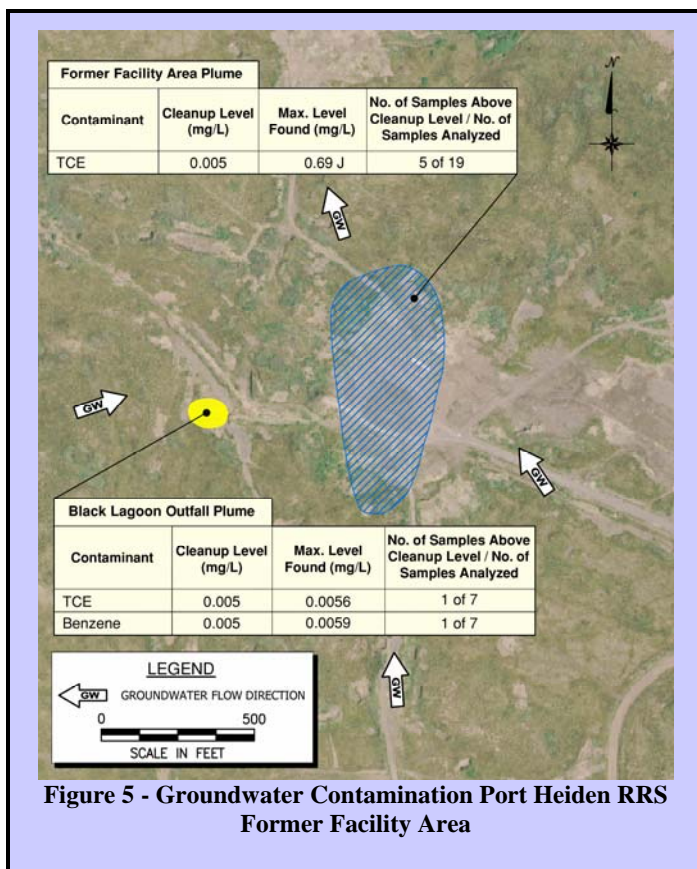 Former Facility Area Plume
Contaminant
Cleanup Level
(mg/L)
Max. Level
Found (mg/L)
No. of Samples Above
Cleanup Level / No. of
Samples Analyzed
TCE 0.005 0.69 J 5 of 19
N
GW
GW
GW
Black Lagoon Outfall Plume
Contaminant
Cleanup Level
(mg/L)
Max. Level
Found (mg/L)
No. of Samples Above
Cleanup Level / No. of
Samples Analyzed
TCE 0.005 0.0056 1 of 7
Benzene 0.005 0.0059 1 of 7
GW
LEGEND
GW GROUNDWATER FLOW DIRECTION
0 500
SCALE IN FEET
Figure 5 - Groundwater Contamination Port Heiden RRS
Former Facility Area